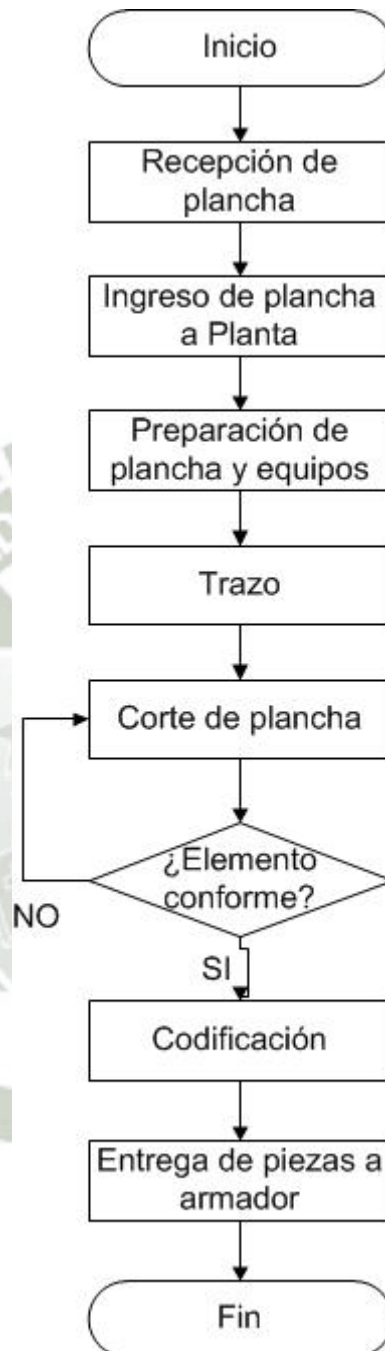 Inicio
Recepción de
plancha
Ingreso de plancha
a Planta
Preparación de
plancha y equipos
Trazo
Corte de plancha
¿Elemento
conforme?
NO
SI
Codificación
Entrega de piezas a
armador
Fin